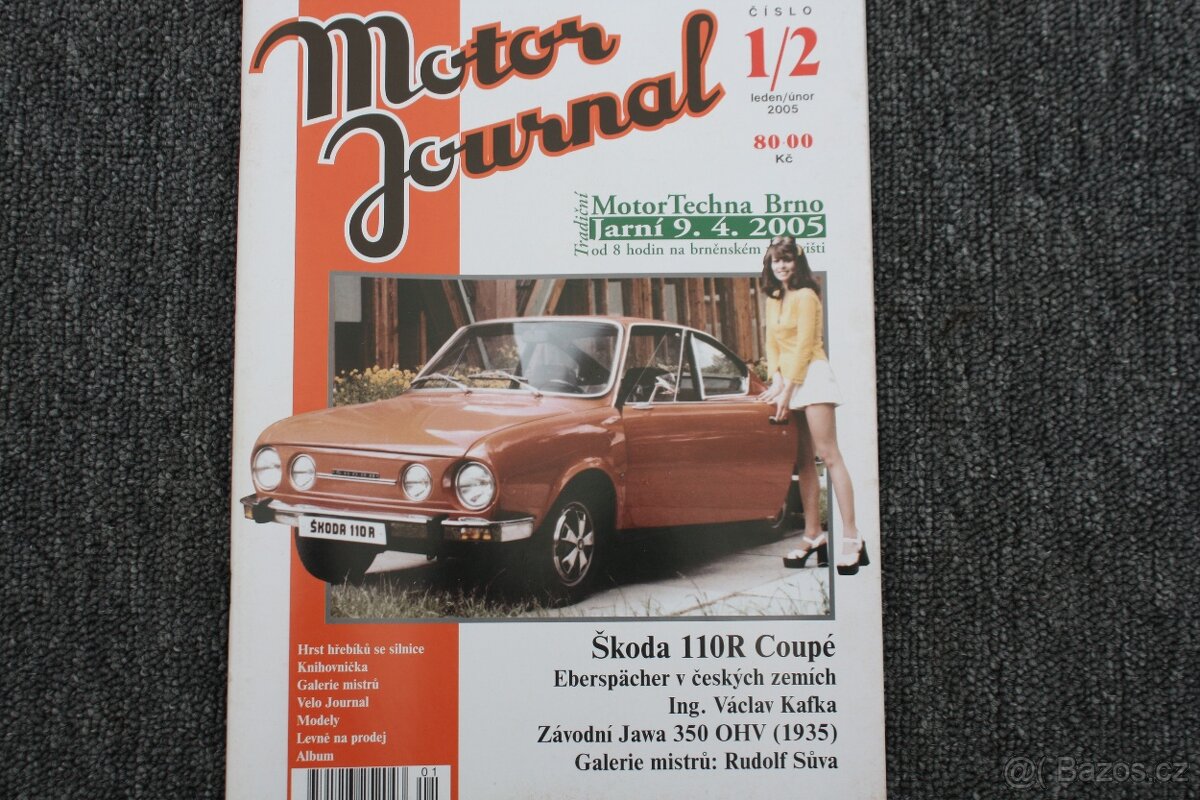 Motor
Journal
ČÍSLO
1/2
leden/únor
2005
80·00
Kč
Tradiční
MotorTechna Brno
Jarní 9. 4. 2005
od 8 hodin na brněnském
ŠKODA 110 R
Škoda 110R Coupé
Eberspächer v českých zemích
Ing. Václav Kafka
Závodní Jawa 350 OHV (1935)
Galerie mistrů: Rudolf Sůva
Hrst hřebíků se silnice
Knihovnička
Galerie mistrů
Velo Journal
Modely
Levně na prodej
Album
01
@( Bazos.cz